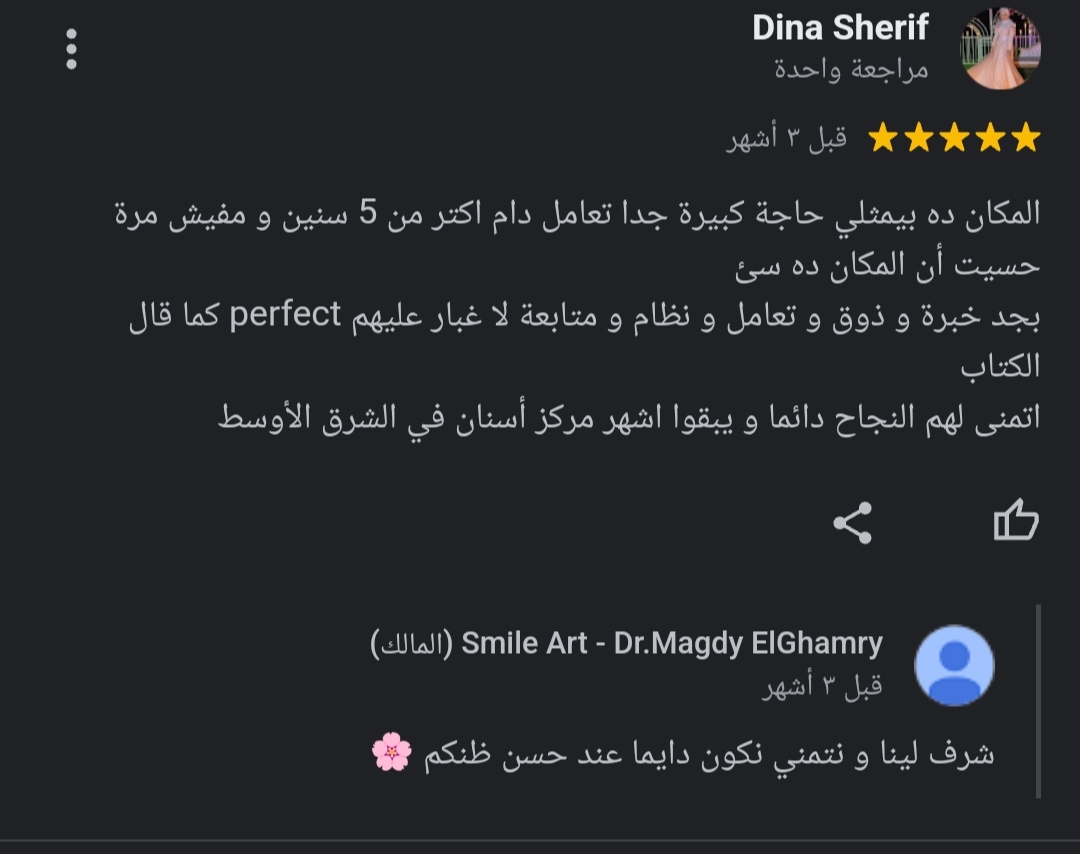 Dina Sherif
مراجعة واحدة
قبل ٣ أشهر
المكان ده بيمثلي حاجة كبيرة جدا تعامل دام اكتر من 5 سنين و مفيش مرة
حسيت أن المكان ده سئ
بجد خبرة و ذوق و تعامل و نظام و متابعة لا غبار عليهم perfect كما قال
الكتاب
اتمنى لهم النجاح دائما و يبقوا اشهر مركز أسنان في الشرق الأوسط
Smile Art - Dr.Magdy ElGhamry (المالك)
قبل ٣ أشهر
شرف لينا و نتمني نكون دايما عند حسن ظنكم 🌸